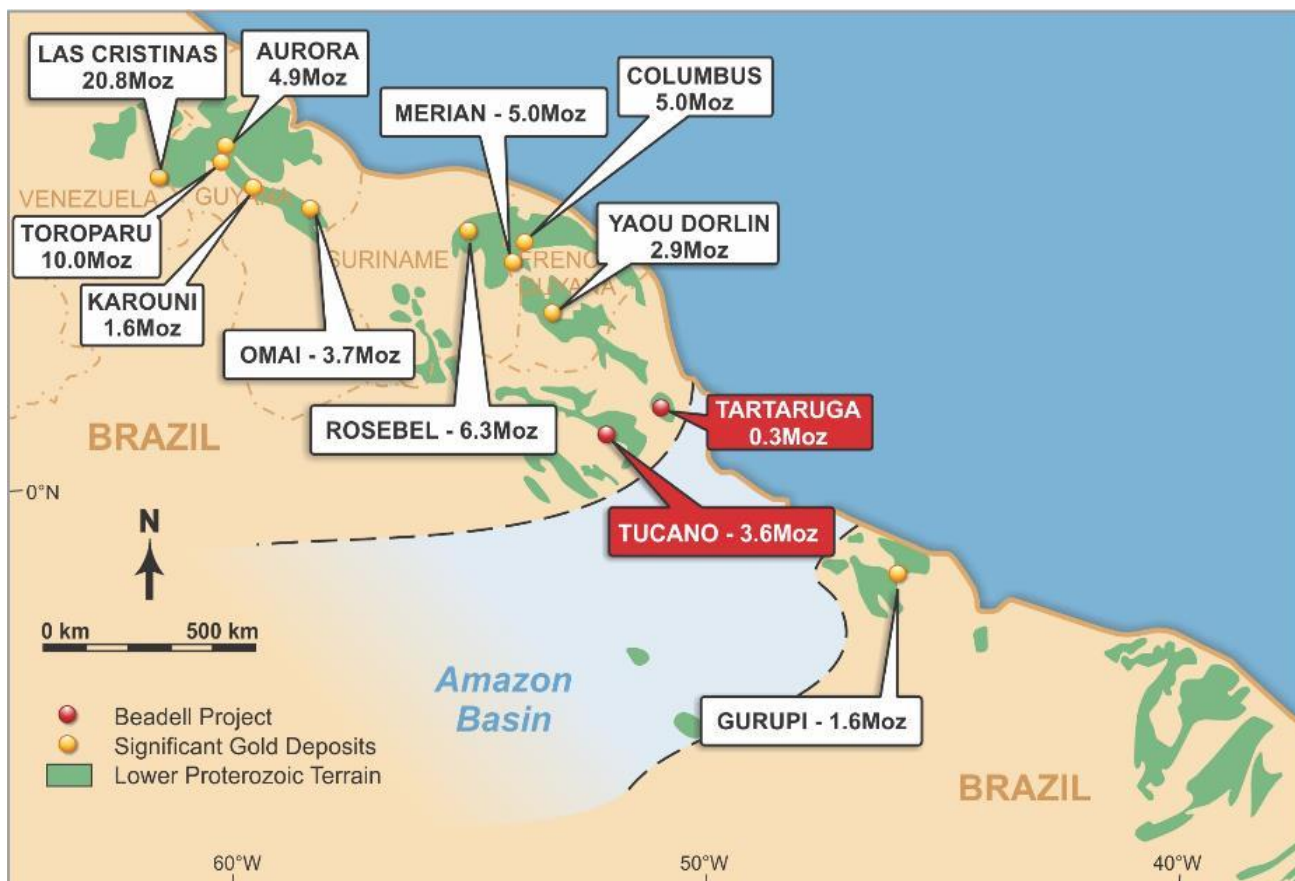 LAS CRISTINAS
20.8Moz
AURORA
4.9Moz
COLUMBUS
5.0Moz
MERIAN - 5.0Moz
VENEZUELA
GUYANA
YAOU DORLIN
2.9Moz
TOROPARU
10.0Moz
SURINAME
FRENCH
GUYANA
KAROUNI
1.6Moz
OMAI - 3.7Moz
ROSEBEL - 6.3Moz
TARTARUGA
0.3Moz
BRAZIL
0°N
TUCANO - 3.6Moz
N
0 km 500 km
Amazon
Basin
GURUPI - 1.6Moz
Beadell Project
Significant Gold Deposits
Lower Proterozoic Terrain
BRAZIL
60°W 50°W 40°W